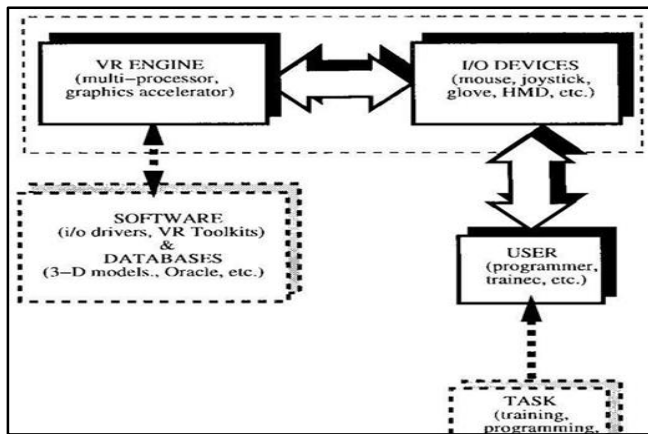 VR ENGINE
(multi-processor,
graphics accelerator)
I/O DEVICES
(mouse, joystick,
glove, HMD, etc.)
SOFTWARE
(i/o drivers, VR Toolkits)
&
DATABASES
(3-D models., Oracle, etc.)
USER
(programmer,
trainee, etc.)
TASK
(training,
programming,